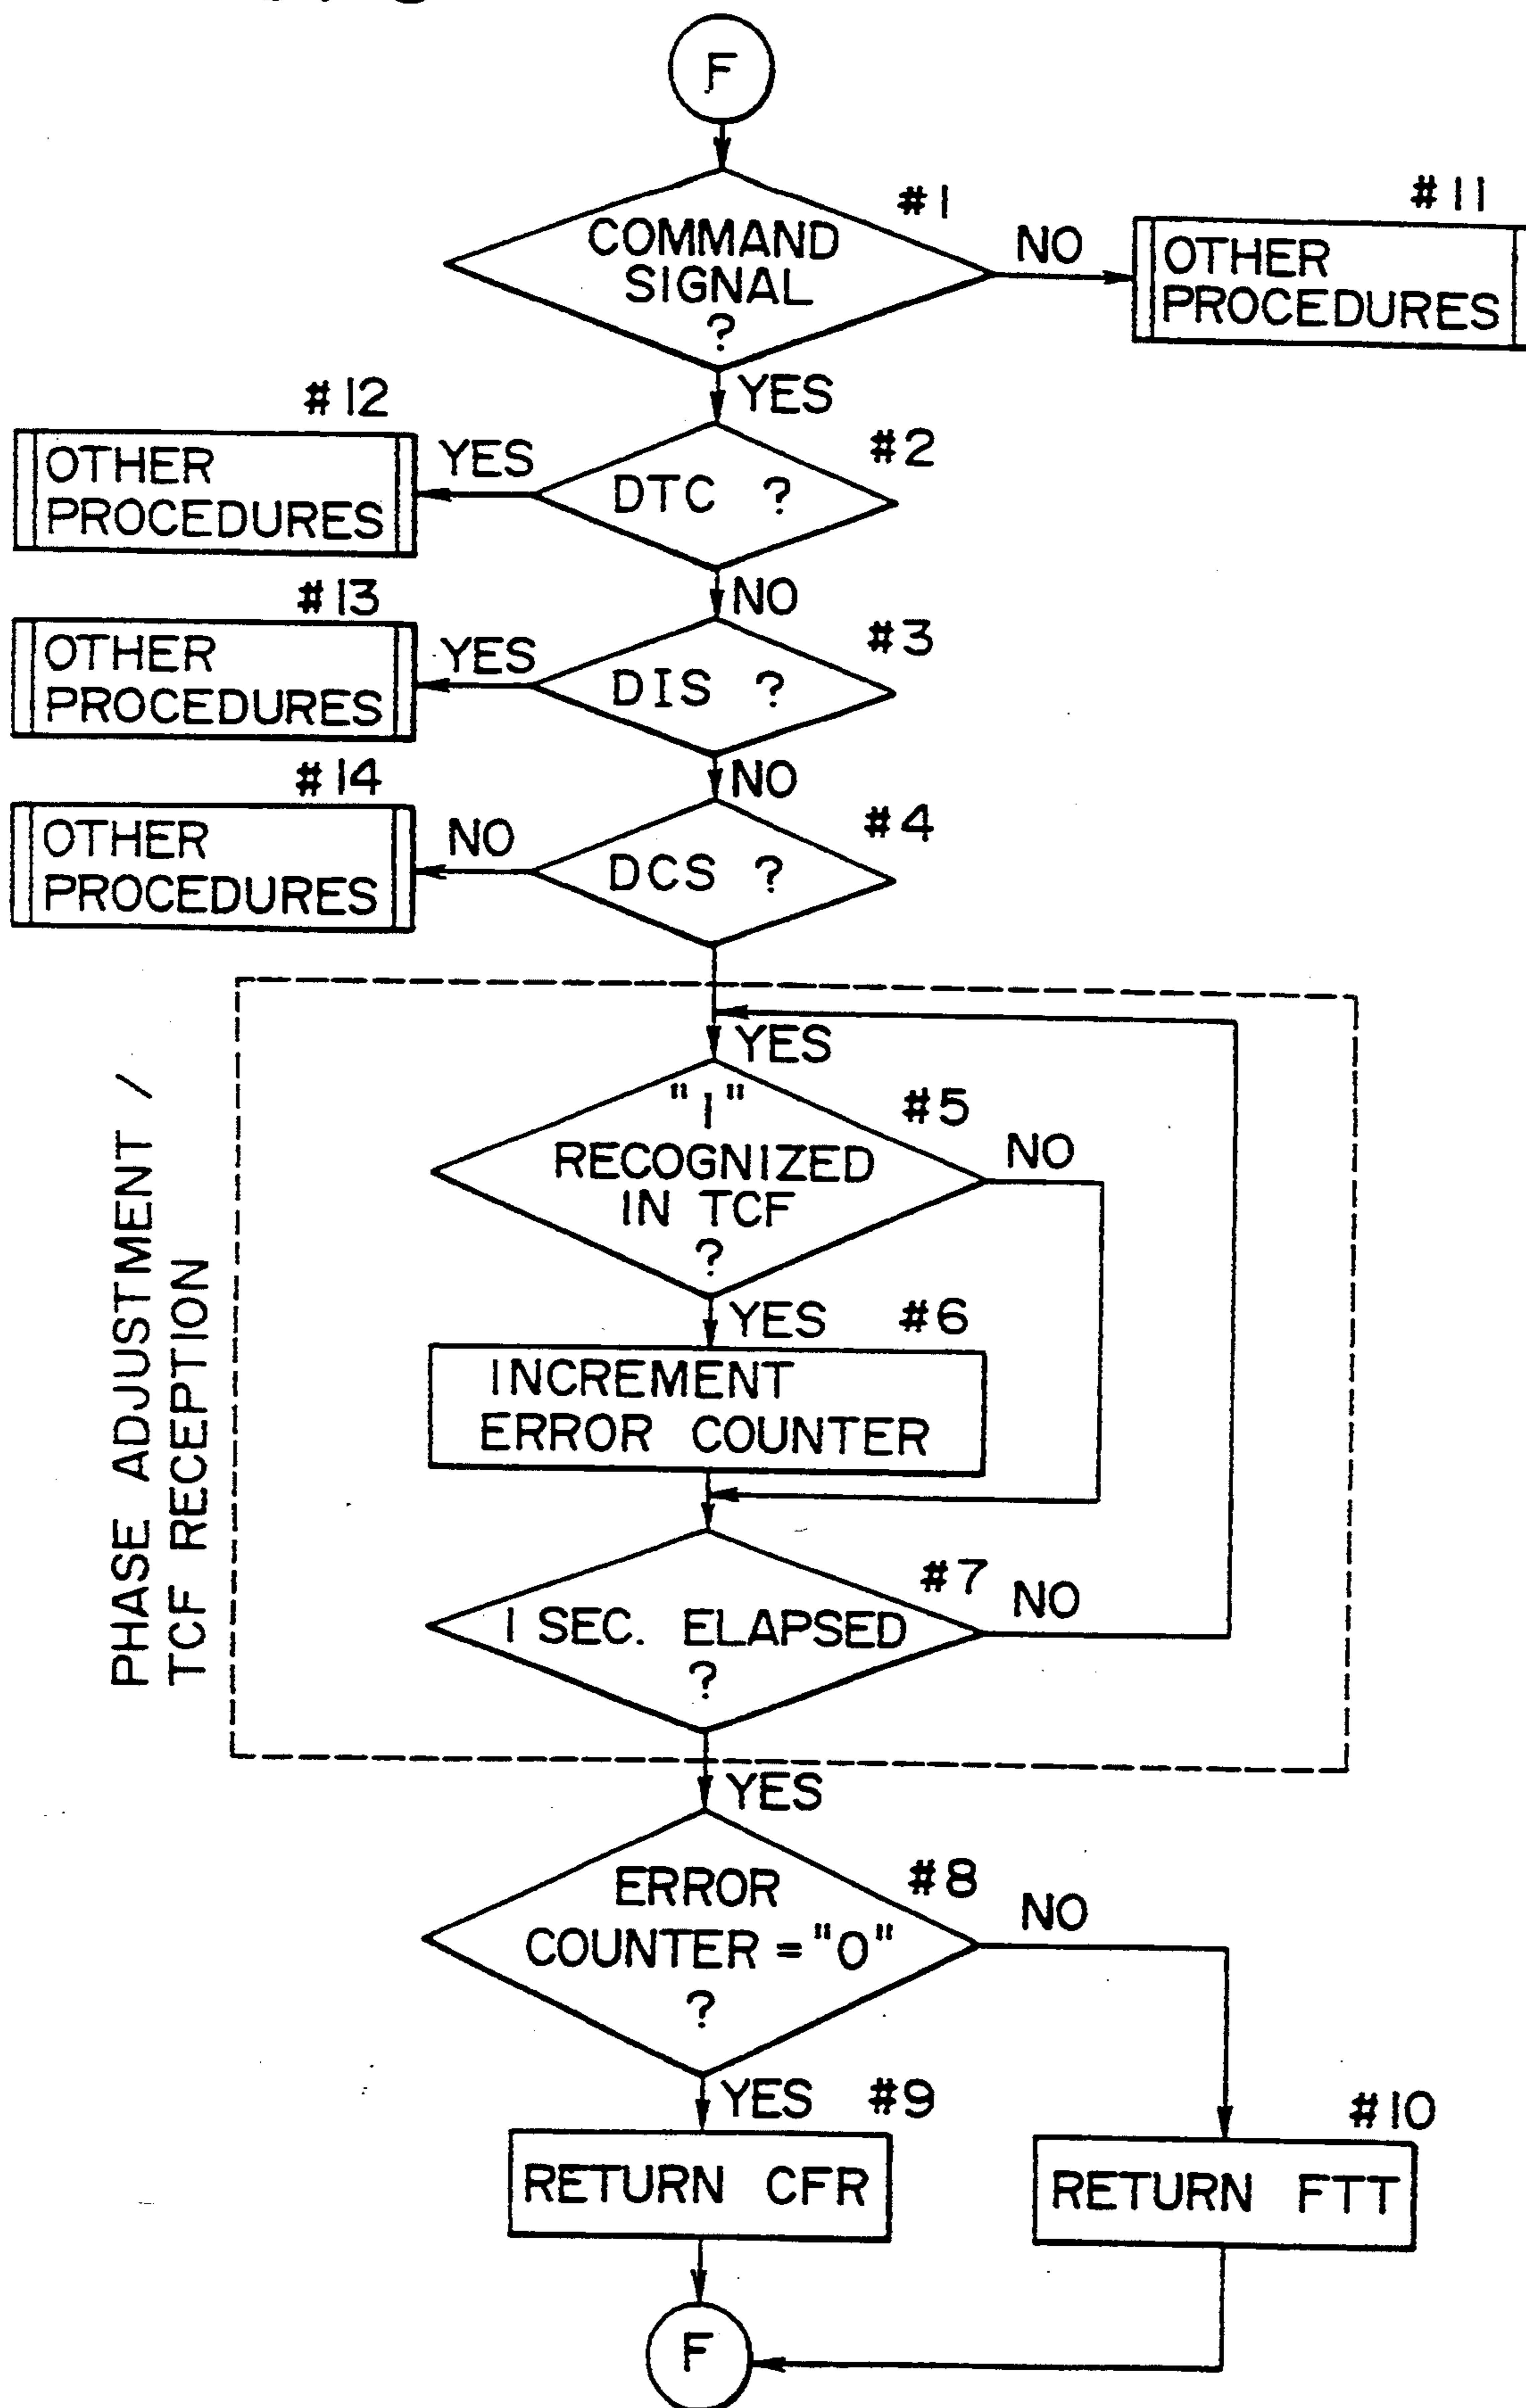 F
#1
COMMAND
SIGNAL
?
NO
#11
OTHER
PROCEDURES
YES
#12
OTHER
PROCEDURES
YES
#2
DTC ?
NO
#13
OTHER
PROCEDURES
YES
#3
DIS ?
NO
#14
OTHER
PROCEDURES
NO
#4
DCS ?
YES
PHASE ADJUSTMENT /
TCF RECEPTION
"1"
RECOGNIZED
IN TCF
?
#5
NO
YES
#6
INCREMENT
ERROR COUNTER
#7
1 SEC. ELAPSED
?
NO
YES
#8
ERROR
COUNTER = "0"
?
NO
YES
#9
RETURN CFR
#10
RETURN FTT
F